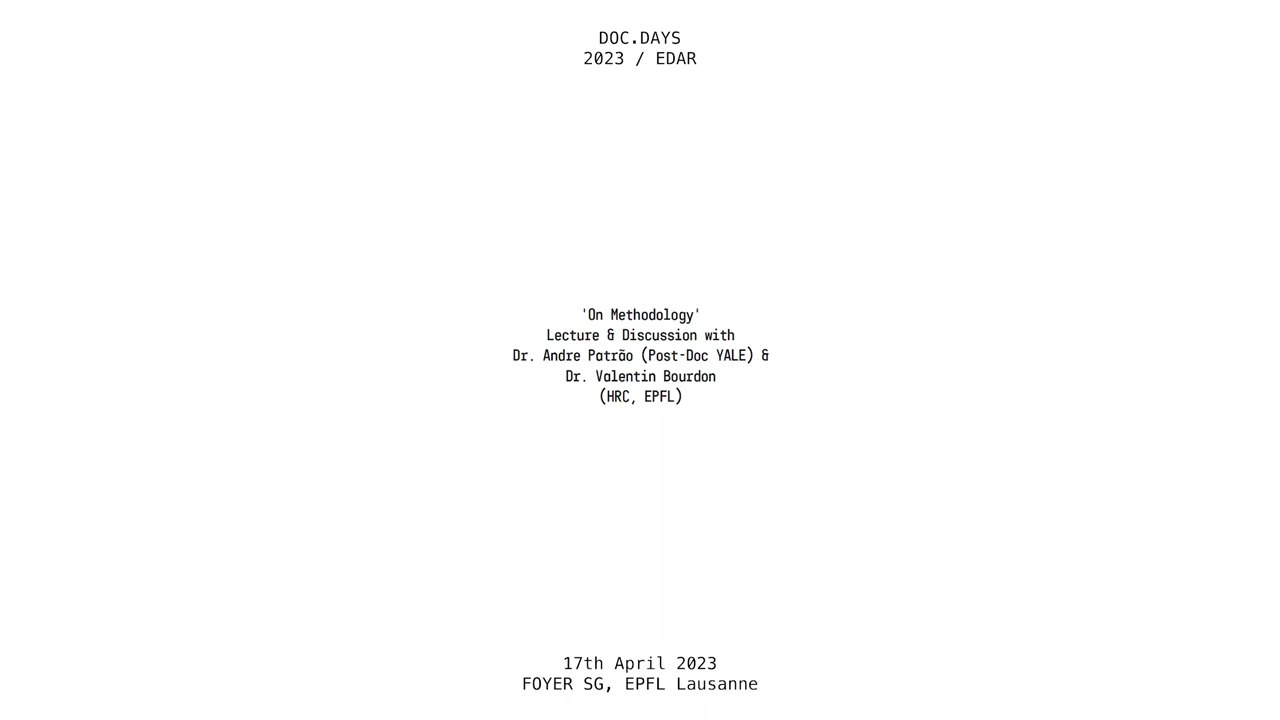 DOC.DAYS
2023 / EDAR
'On Methodology'
Lecture & Discussion with
Dr. Andre Patrão (Post-Doc YALE) &
Dr. Valentin Bourdon
(HRC, EPFL)
17th April 2023
FOYER SG, EPFL Lausanne